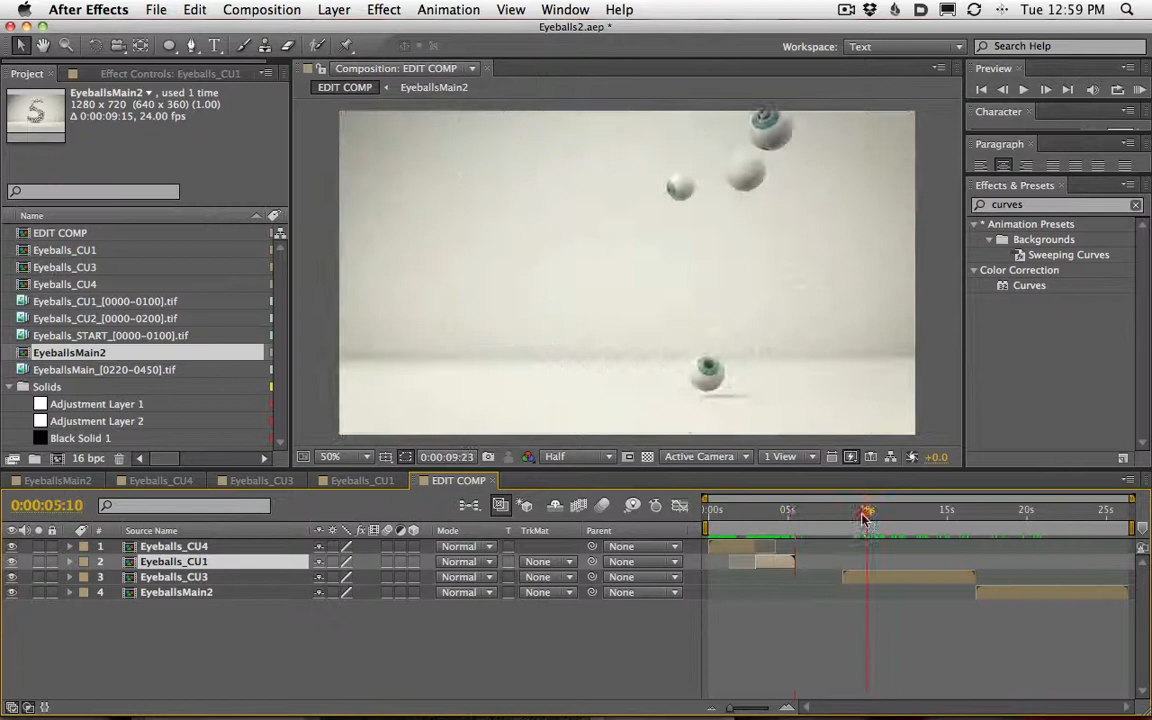 After Effects File Edit Composition Layer Effect Animation View Window Help Tue 12:59 PM
Eyeballs2.aep *
Workspace: Text Search Help
Project Effect Controls: Eyeballs_CU1 Composition: EDIT COMP Preview
EyeballsMain2 , used 1 time
1280 x 720 (640 x 360) (1.00)
Δ 0:00:09:15, 24.00 fps
EDIT COMP EyeballsMain2
Character
Paragraph
Effects & Presets
curves
* Animation Presets
Backgrounds
Sweeping Curves
Color Correction
Curves
Name
EDIT COMP
Eyeballs_CU1
Eyeballs_CU3
Eyeballs_CU4
Eyeballs_CU1_[0000-0100].tif
Eyeballs_CU2_[0000-0200].tif
Eyeballs_START_[0000-0100].tif
EyeballsMain2
EyeballsMain_[0220-0450].tif
Solids
Adjustment Layer 1
Adjustment Layer 2
Black Solid 1
16 bpc
50% 0:00:09:23 Half Active Camera 1 View +0.0
EyeballsMain2 Eyeballs_CU4 Eyeballs_CU3 Eyeballs_CU1 EDIT COMP
0:00:05:10
:00s 05s 15s 20s 25s
# Source Name Mode T TrkMat Parent
1 Eyeballs_CU4 Normal None
2 Eyeballs_CU1 Normal None None
3 Eyeballs_CU3 Normal None None
4 EyeballsMain2 Normal None None